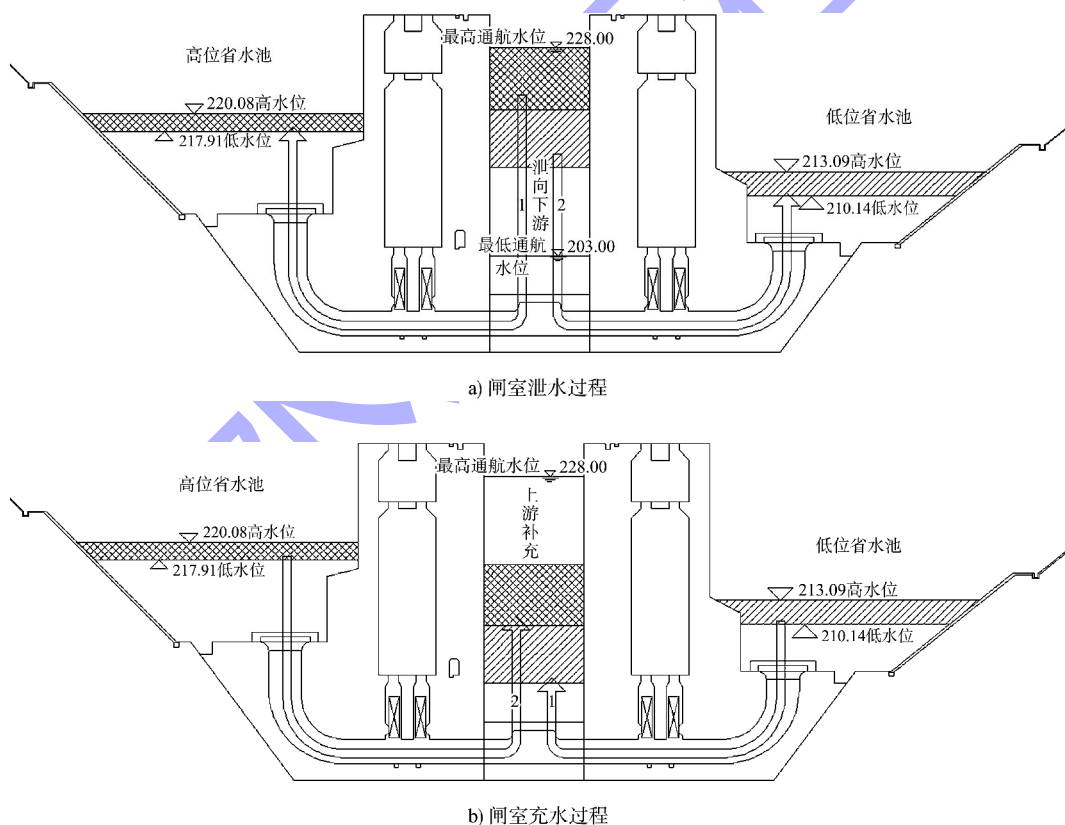 最高通航水位 228.00
高位省水池
220.08高水位
217.91低水位
低位省水池
213.09高水位
210.14低水位
泄向下游
1
2
最低通航水位
203.00
a) 闸室泄水过程
最高通航水位 228.00
高位省水池
上游补充
220.08高水位
217.91低水位
低位省水池
213.09高水位
210.14低水位
2
1
b) 闸室充水过程